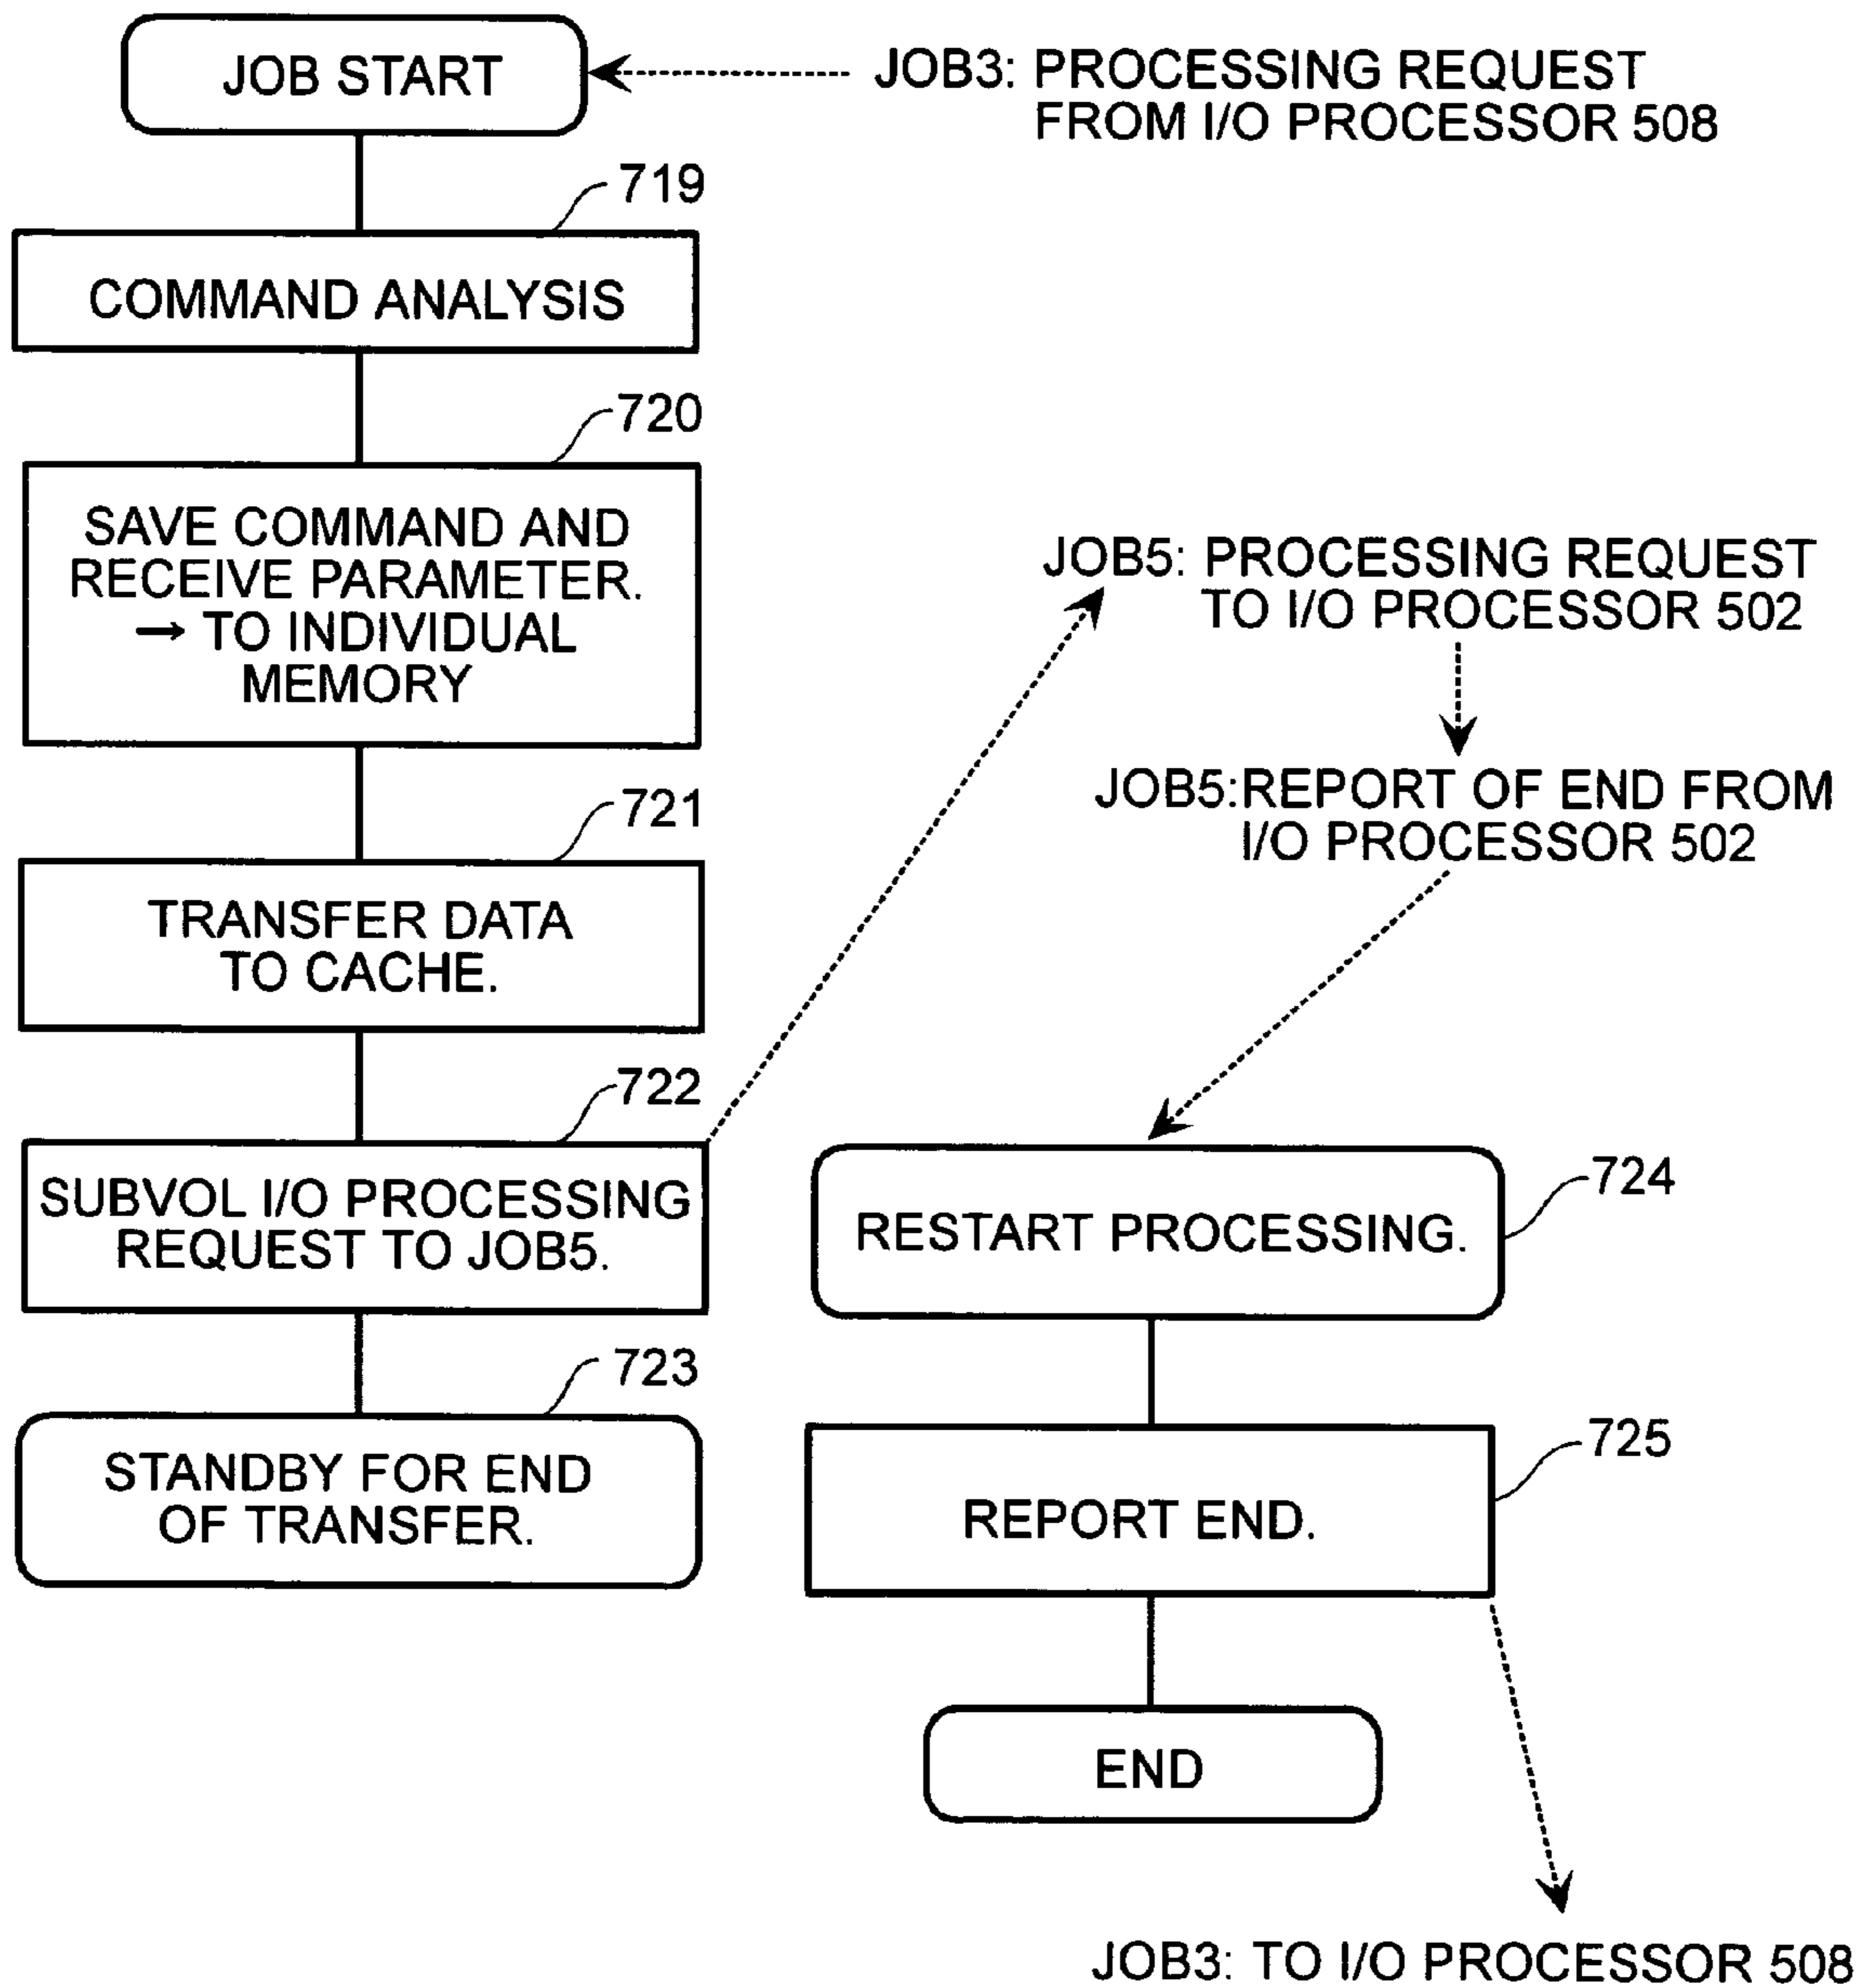 JOB START
JOB3: PROCESSING REQUEST
FROM I/O PROCESSOR 508
719
COMMAND ANALYSIS
720
SAVE COMMAND AND
RECEIVE PARAMETER.
→ TO INDIVIDUAL
MEMORY
721
TRANSFER DATA
TO CACHE.
722
SUBVOL I/O PROCESSING
REQUEST TO JOB5.
723
STANDBY FOR END
OF TRANSFER.
JOB5: PROCESSING REQUEST
TO I/O PROCESSOR 502
JOB5:REPORT OF END FROM
I/O PROCESSOR 502
724
RESTART PROCESSING.
725
REPORT END.
END
JOB3: TO I/O PROCESSOR 508